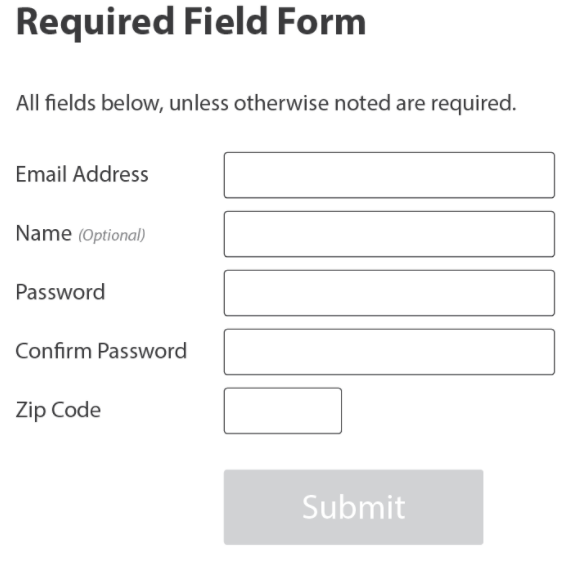 Required Field Form
All fields below, unless otherwise noted are required.
Email Address
Name (Optional)
Password
Confirm Password
Zip Code
Submit